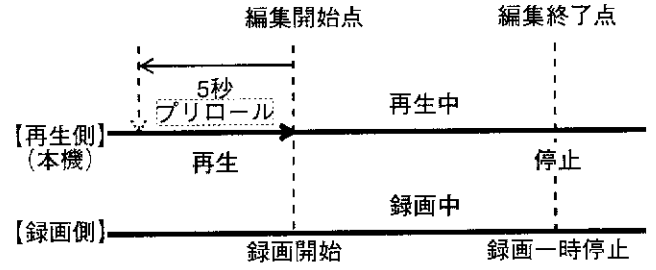 編集開始点 編集終了点
5秒
プリロール
再生中
【再生側】
（本機）
再生
停止
録画中
【録画側】
録画開始
録画一時停止